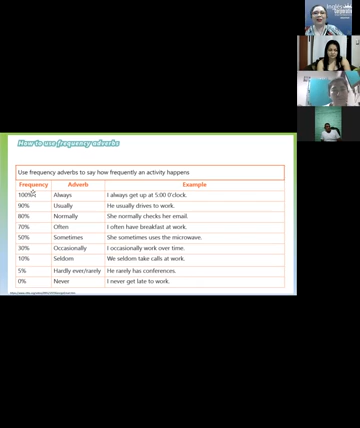 How to use frequency adverbs
Use frequency adverbs to say how frequently an activity happens
Frequency Adverb Example
100% Always I always get up at 5:00 O'clock.
90% Usually He usually drives to work.
80% Normally She normally checks her email.
70% Often I often have breakfast at work.
50% Sometimes She sometimes uses the microwave.
30% Occasionally I occasionally work over time.
10% Seldom We seldom take calls at work.
5% Hardly ever/rarely He rarely has conferences.
0% Never I never get late to work.